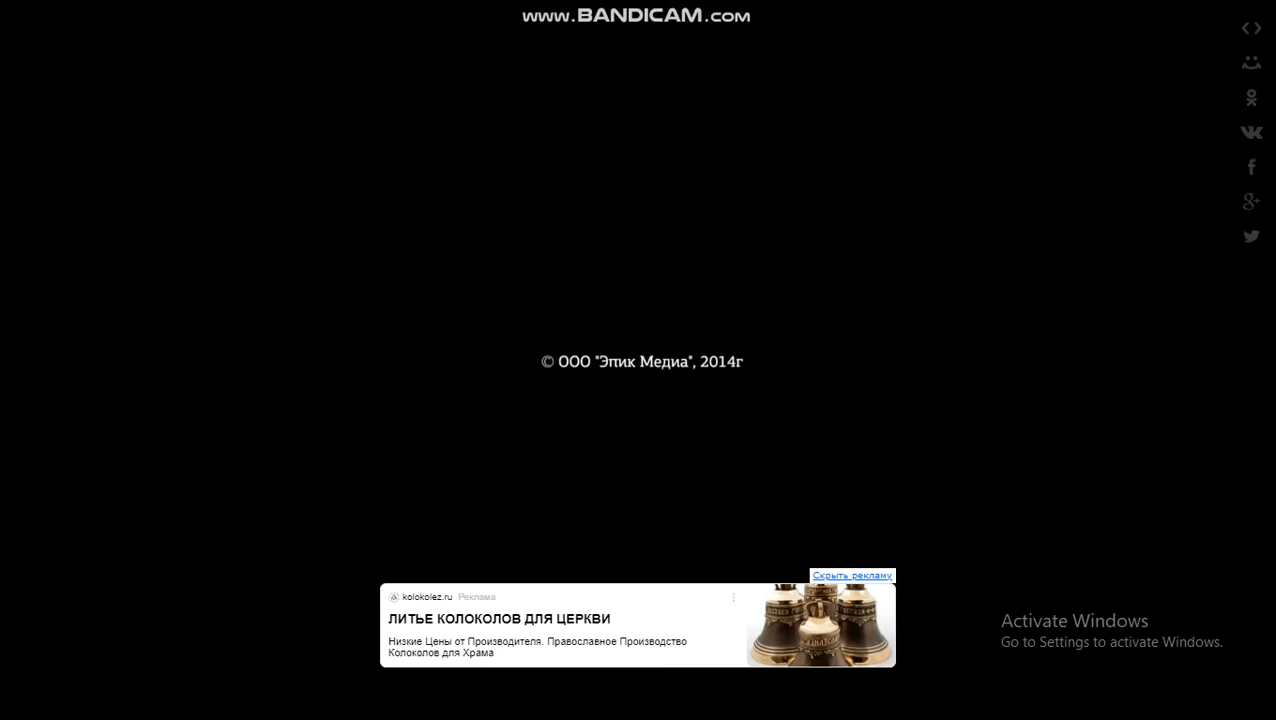 www.BANDICAM.COM
© ООО "Эпик Медиа", 2014г
Скрыть рекламу
kolokolez.ru Реклама
ЛИТЬЕ КОЛОКОЛОВ ДЛЯ ЦЕРКВИ
Низкие Цены от Производителя. Православное Производство
Колоколов для Храма
Activate Windows
Go to Settings to activate Windows.